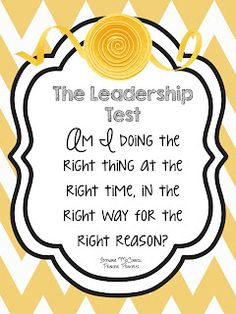 The Leadership
Test
Am I doing the
right thing at the
right time, in the
right way for the
right reason?